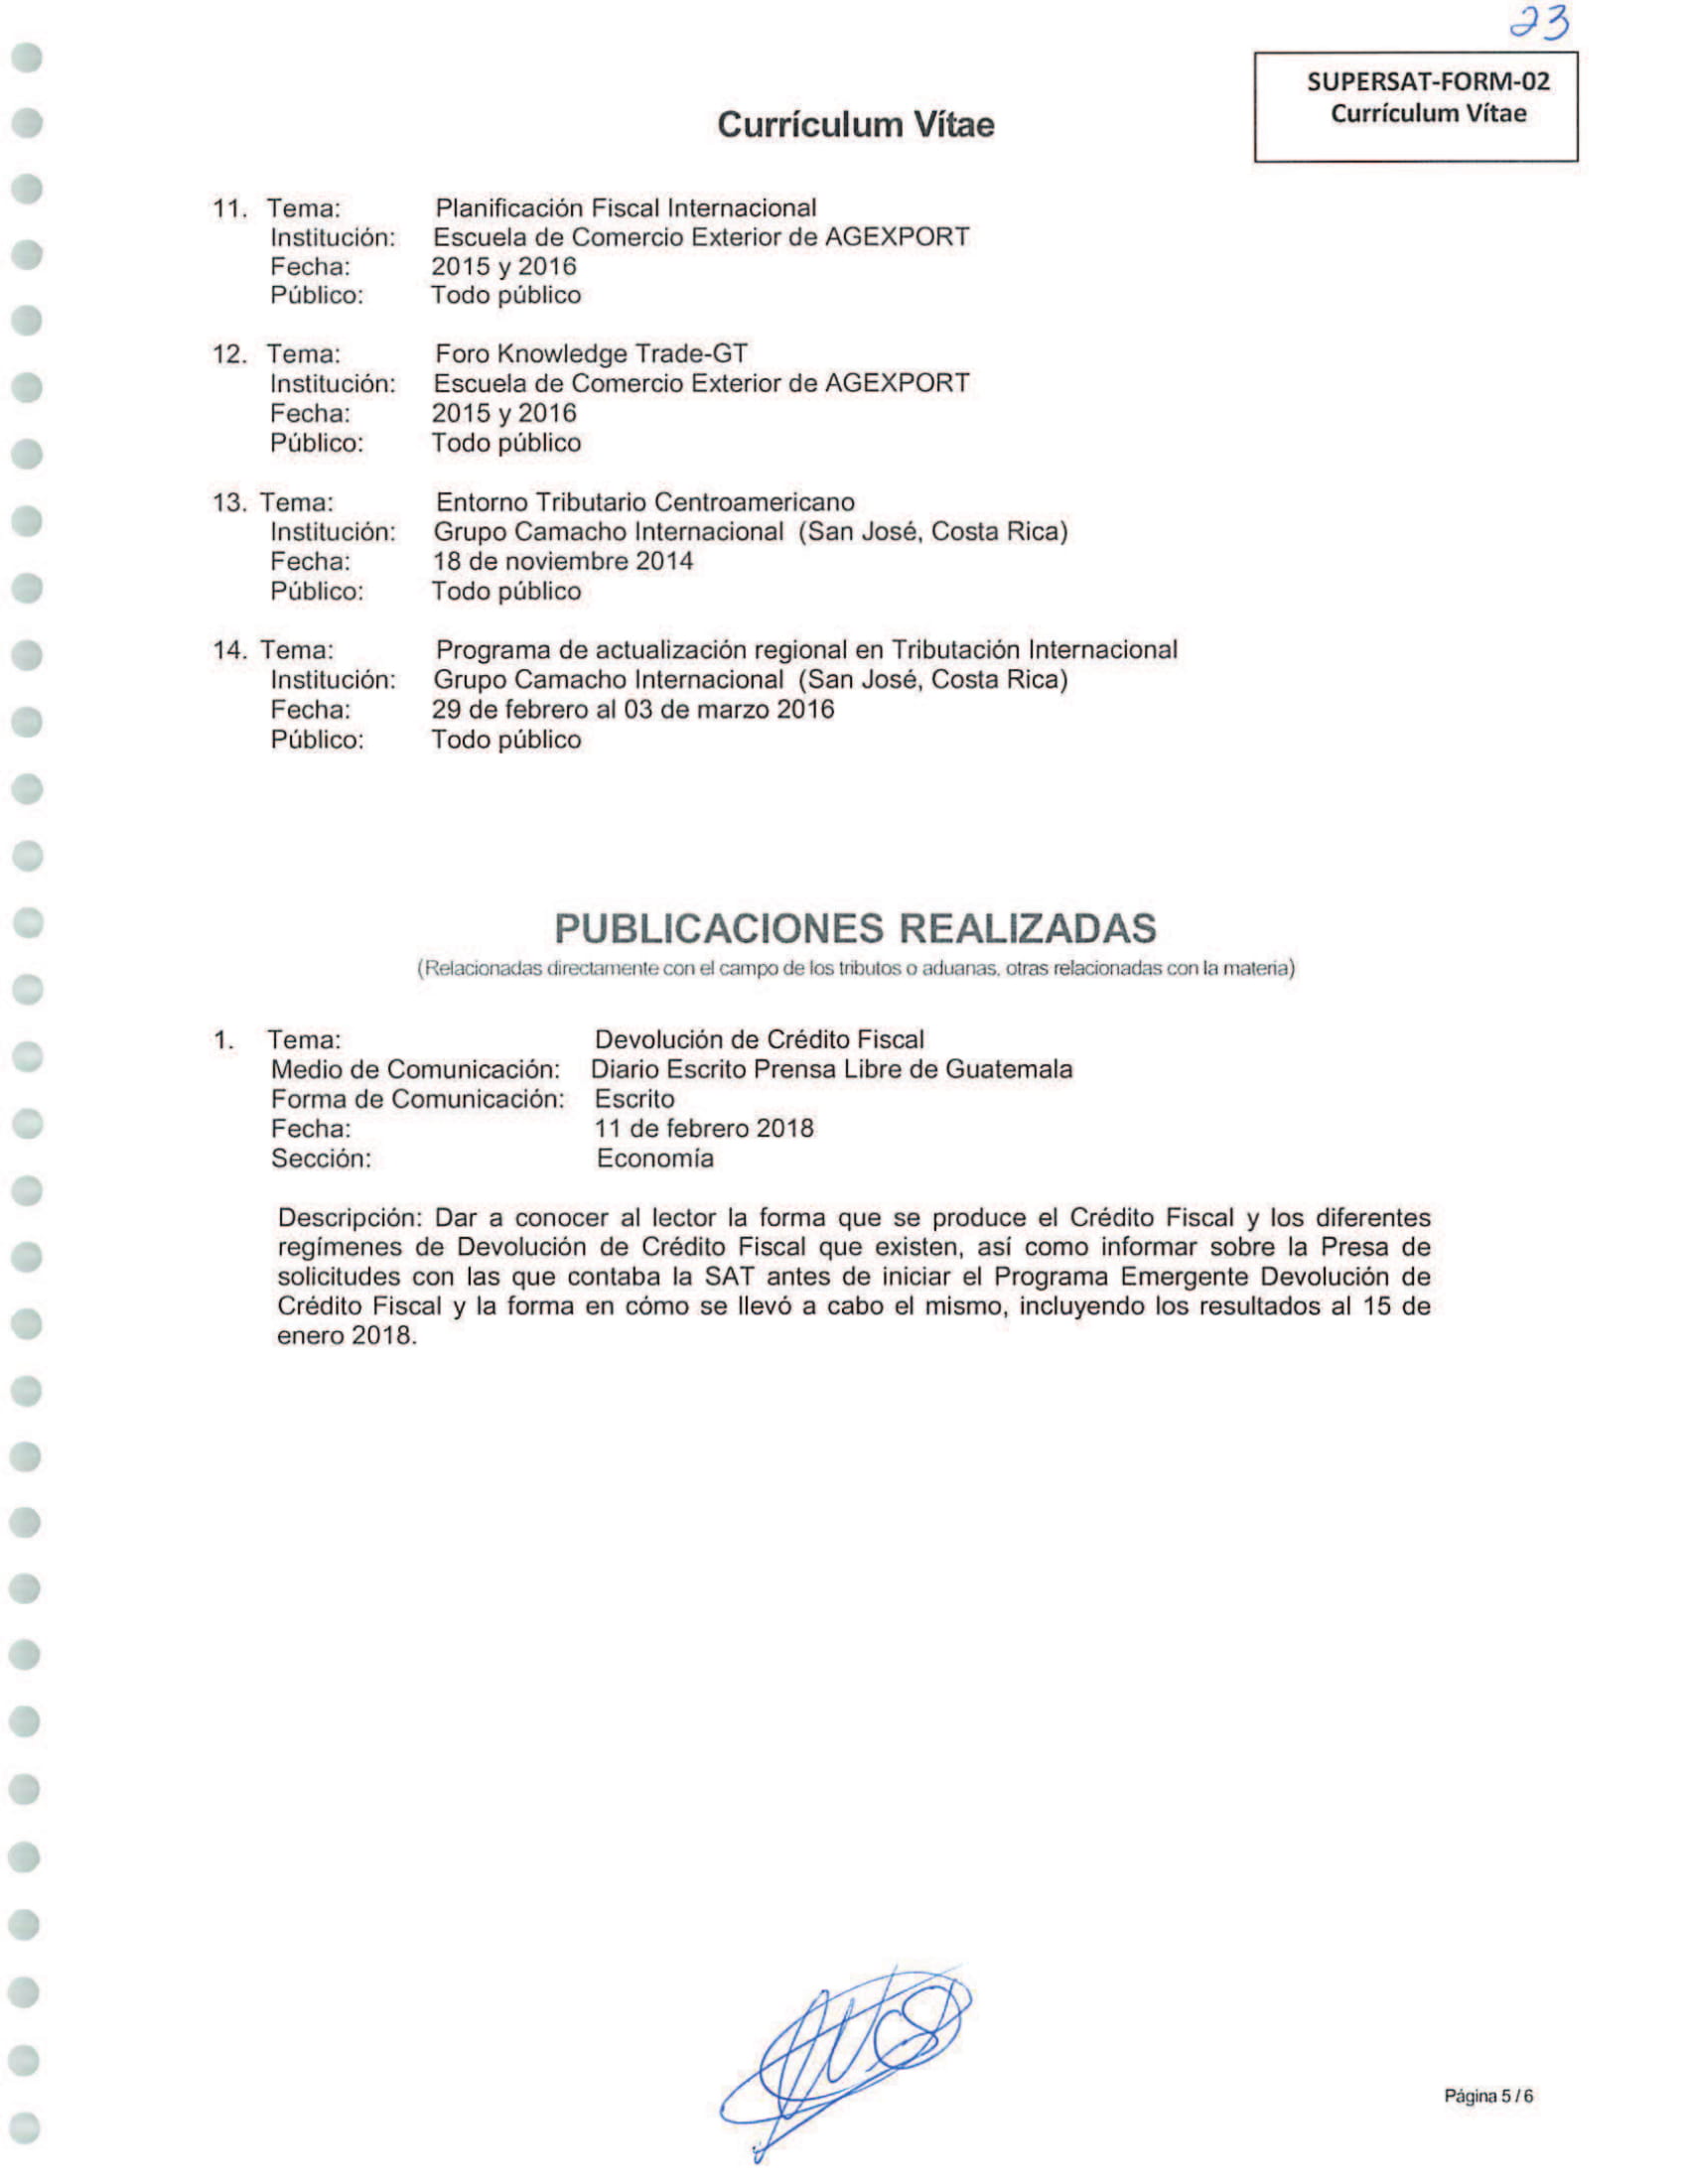 23
SUPERSAT-FORM-02
Currículum Vítae
Currículum Vítae
11. Tema: Planificación Fiscal Internacional
Institución: Escuela de Comercio Exterior de AGEXPORT
Fecha: 2015 y 2016
Público: Todo público
12. Tema: Foro Knowledge Trade-GT
Institución: Escuela de Comercio Exterior de AGEXPORT
Fecha: 2015 y 2016
Público: Todo público
13. Tema: Entorno Tributario Centroamericano
Institución: Grupo Camacho Internacional (San José, Costa Rica)
Fecha: 18 de noviembre 2014
Público: Todo público
14. Tema: Programa de actualización regional en Tributación Internacional
Institución: Grupo Camacho Internacional (San José, Costa Rica)
Fecha: 29 de febrero al 03 de marzo 2016
Público: Todo público
PUBLICACIONES REALIZADAS
(Relacionadas directamente con el campo de los tributos o aduanas, otras relacionadas con la materia)
1. Tema: Devolución de Crédito Fiscal
Medio de Comunicación: Diario Escrito Prensa Libre de Guatemala
Forma de Comunicación: Escrito
Fecha: 11 de febrero 2018
Sección: Economía
Descripción: Dar a conocer al lector la forma que se produce el Crédito Fiscal y los diferentes
regímenes de Devolución de Crédito Fiscal que existen, así como informar sobre la Presa de
solicitudes con las que contaba la SAT antes de iniciar el Programa Emergente Devolución de
Crédito Fiscal y la forma en cómo se llevó a cabo el mismo, incluyendo los resultados al 15 de
enero 2018.
Página 5 / 6